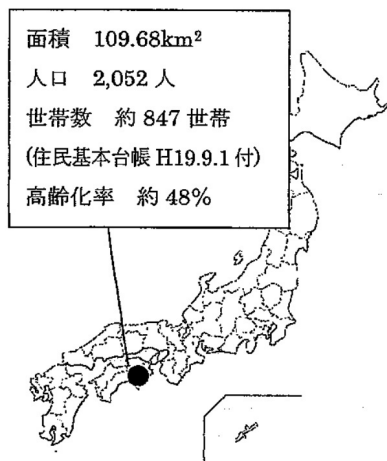 面積 109.68km²
人口 2,052 人
世帯数 約 847 世帯
(住民基本台帳 H19.9.1 付)
高齢化率 約 48%